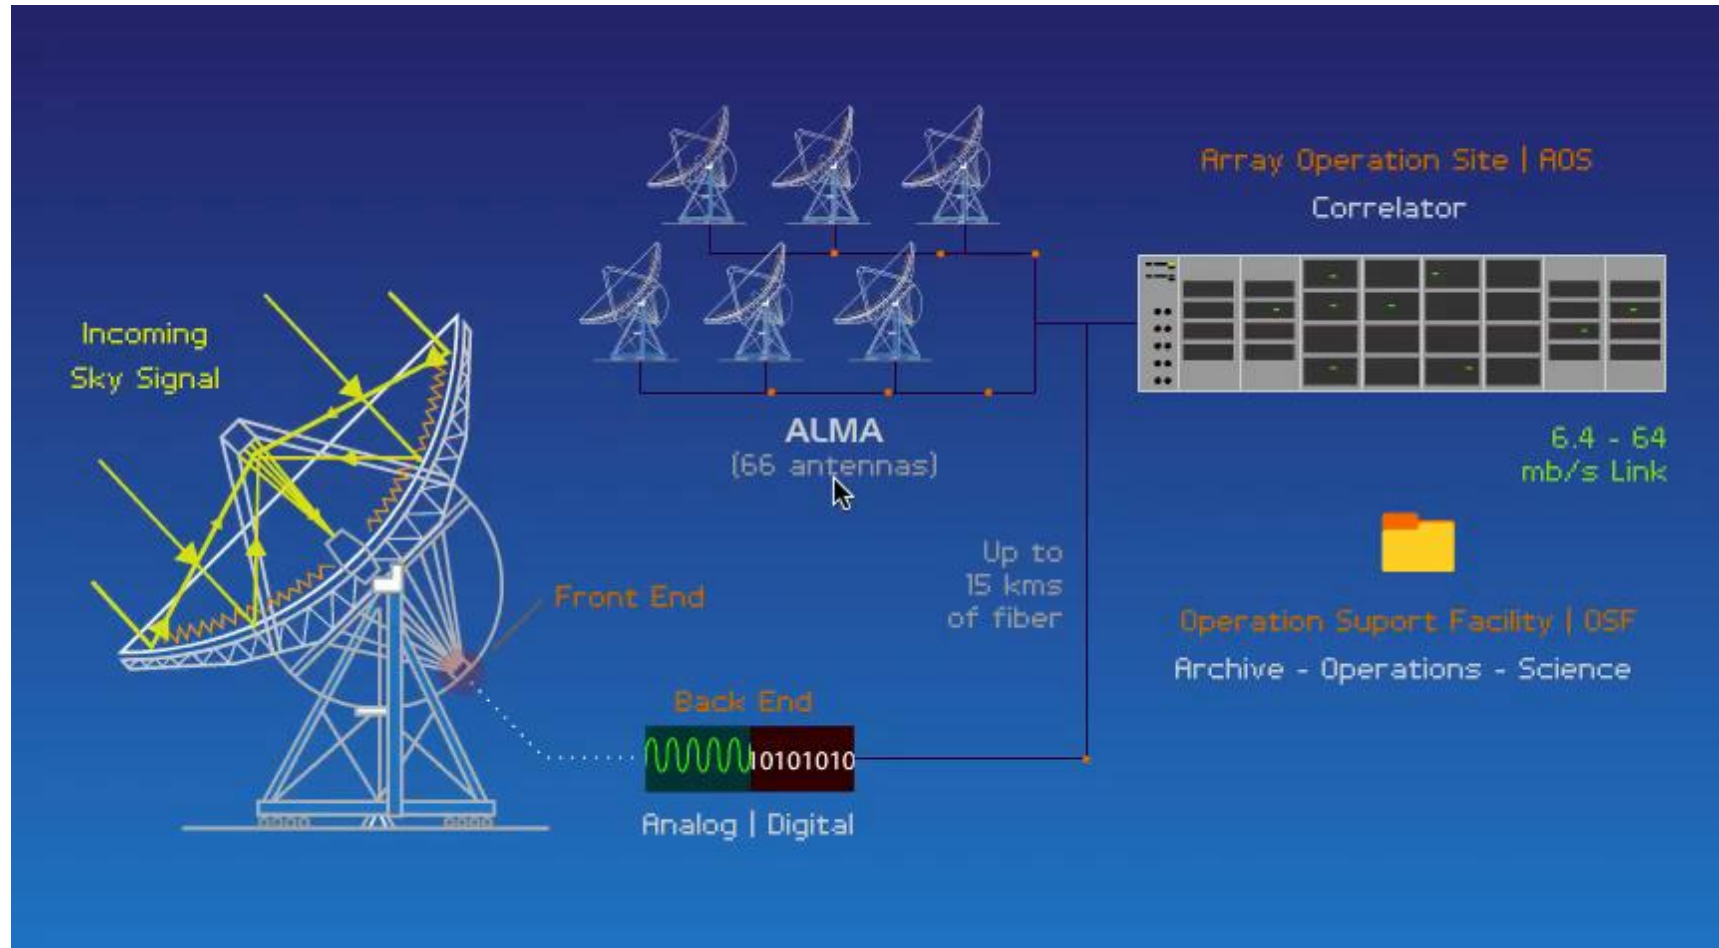 Incoming
Sky Signal
ALMA
(66 antennas)
Array Operation Site | AOS
Correlator
6.4 - 64
mb/s Link
Up to
15 kms
of fiber
Front End
Operation Suport Facility | OSF
Archive - Operations - Science
Back End
10101010
Analog | Digital